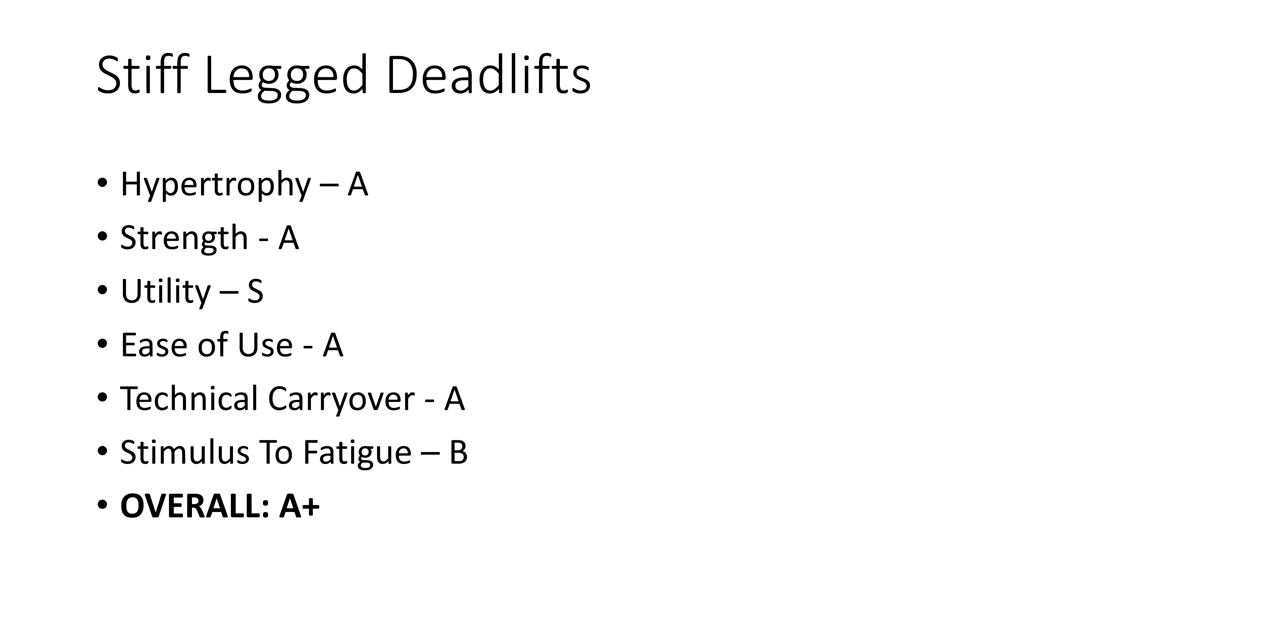 Stiff Legged Deadlifts
• Hypertrophy – A
• Strength - A
• Utility – S
• Ease of Use - A
• Technical Carryover - A
• Stimulus To Fatigue – B
• OVERALL: A+